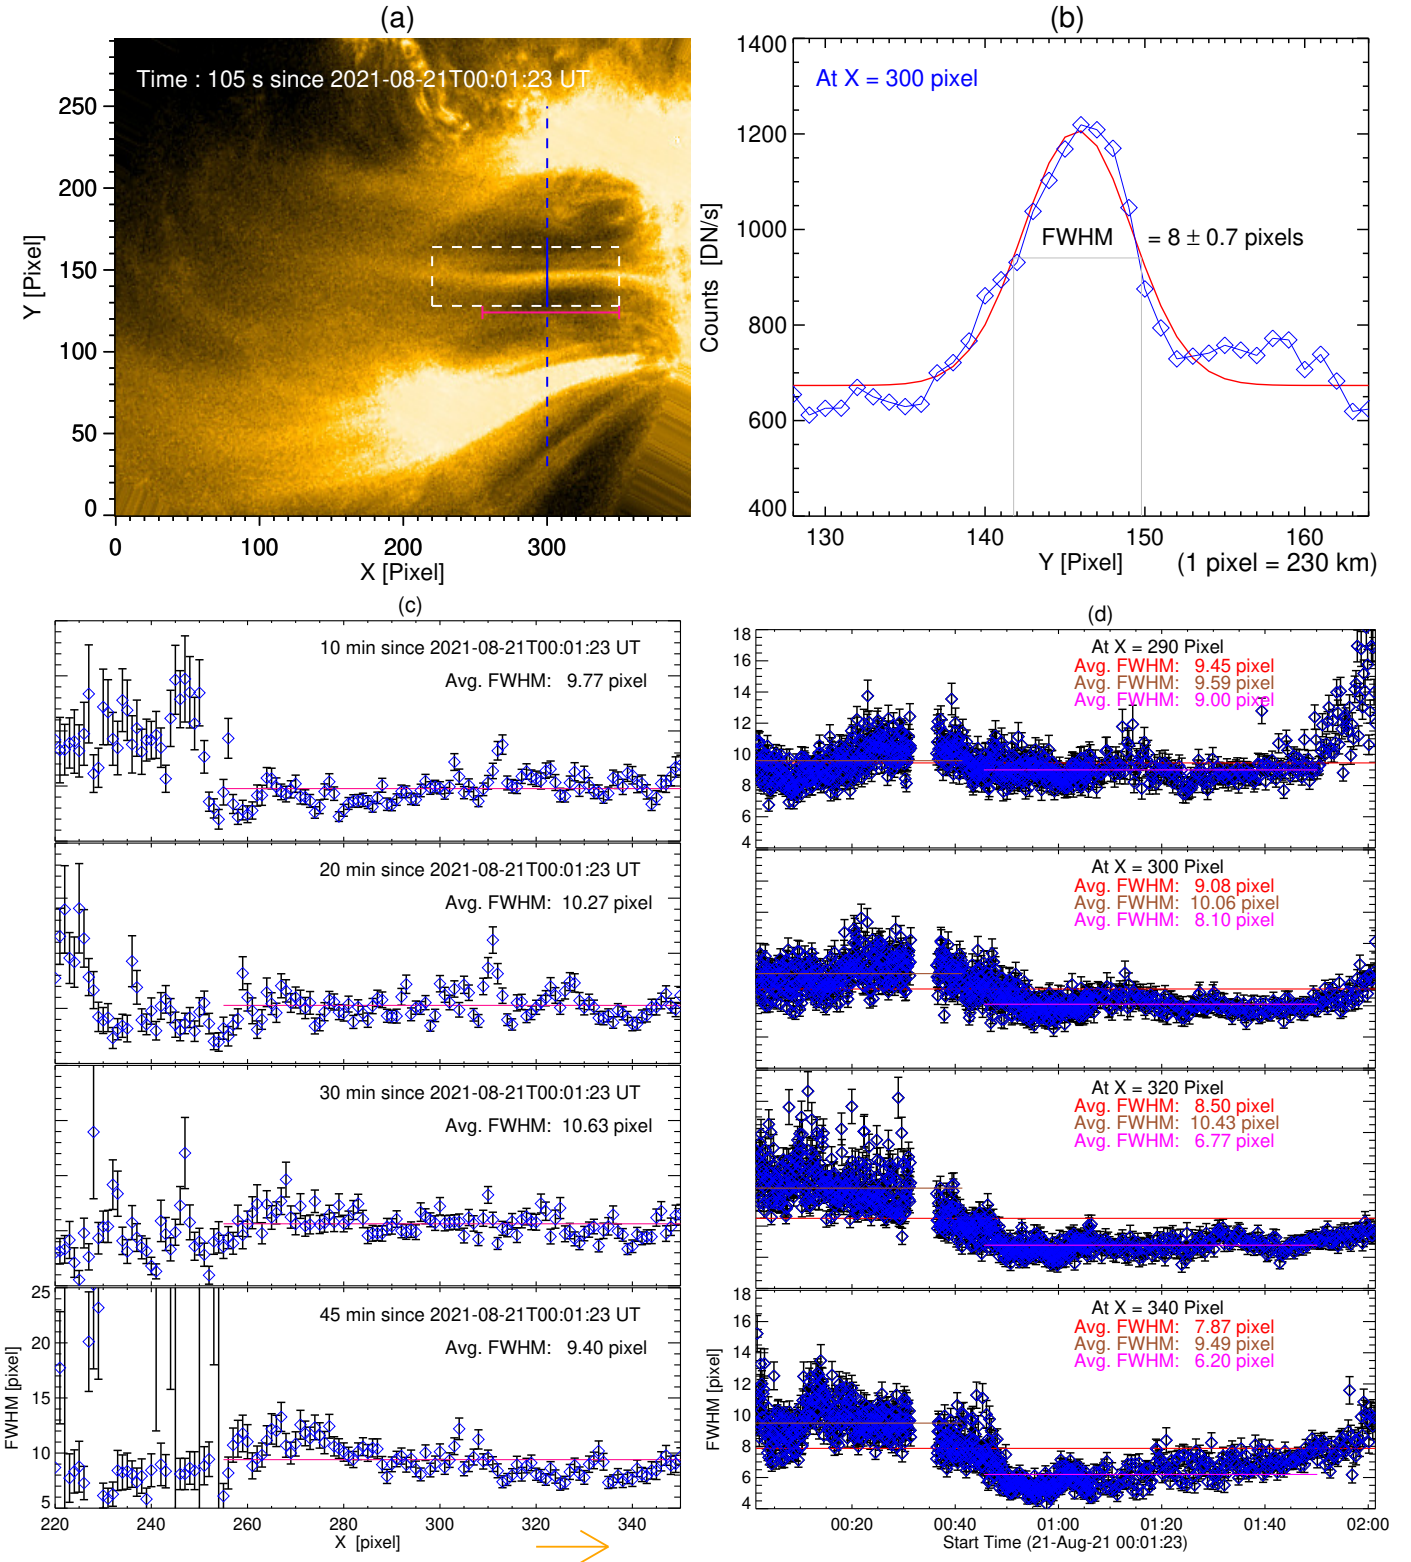 (a)
Time : 105 s since 2021-08-21T00:01:23 UT
250
200
150
100
50
0
Y [Pixel]
0 100 200 300
X [Pixel]
(b)
1400
1200
1000
800
600
400
Counts [DN/s]
At X = 300 pixel
FWHM = 8 ± 0.7 pixels
130 140 150 160
Y [Pixel] (1 pixel = 230 km)
(c)
10 min since 2021-08-21T00:01:23 UT
Avg. FWHM: 9.77 pixel
20 min since 2021-08-21T00:01:23 UT
Avg. FWHM: 10.27 pixel
30 min since 2021-08-21T00:01:23 UT
Avg. FWHM: 10.63 pixel
45 min since 2021-08-21T00:01:23 UT
Avg. FWHM: 9.40 pixel
25
20
15
10
5
FWHM [pixel]
220 240 260 280 300 320 340
X [pixel]
(d)
18
16
14
12
10
8
6
4
At X = 290 Pixel
Avg. FWHM: 9.45 pixel
Avg. FWHM: 9.59 pixel
Avg. FWHM: 9.00 pixel
At X = 300 Pixel
Avg. FWHM: 9.08 pixel
Avg. FWHM: 10.06 pixel
Avg. FWHM: 8.10 pixel
At X = 320 Pixel
Avg. FWHM: 8.50 pixel
Avg. FWHM: 10.43 pixel
Avg. FWHM: 6.77 pixel
At X = 340 Pixel
Avg. FWHM: 7.87 pixel
Avg. FWHM: 9.49 pixel
Avg. FWHM: 6.20 pixel
18
16
14
12
10
8
6
4
FWHM [pixel]
00:20 00:40 01:00 01:20 01:40 02:00
Start Time (21-Aug-21 00:01:23)